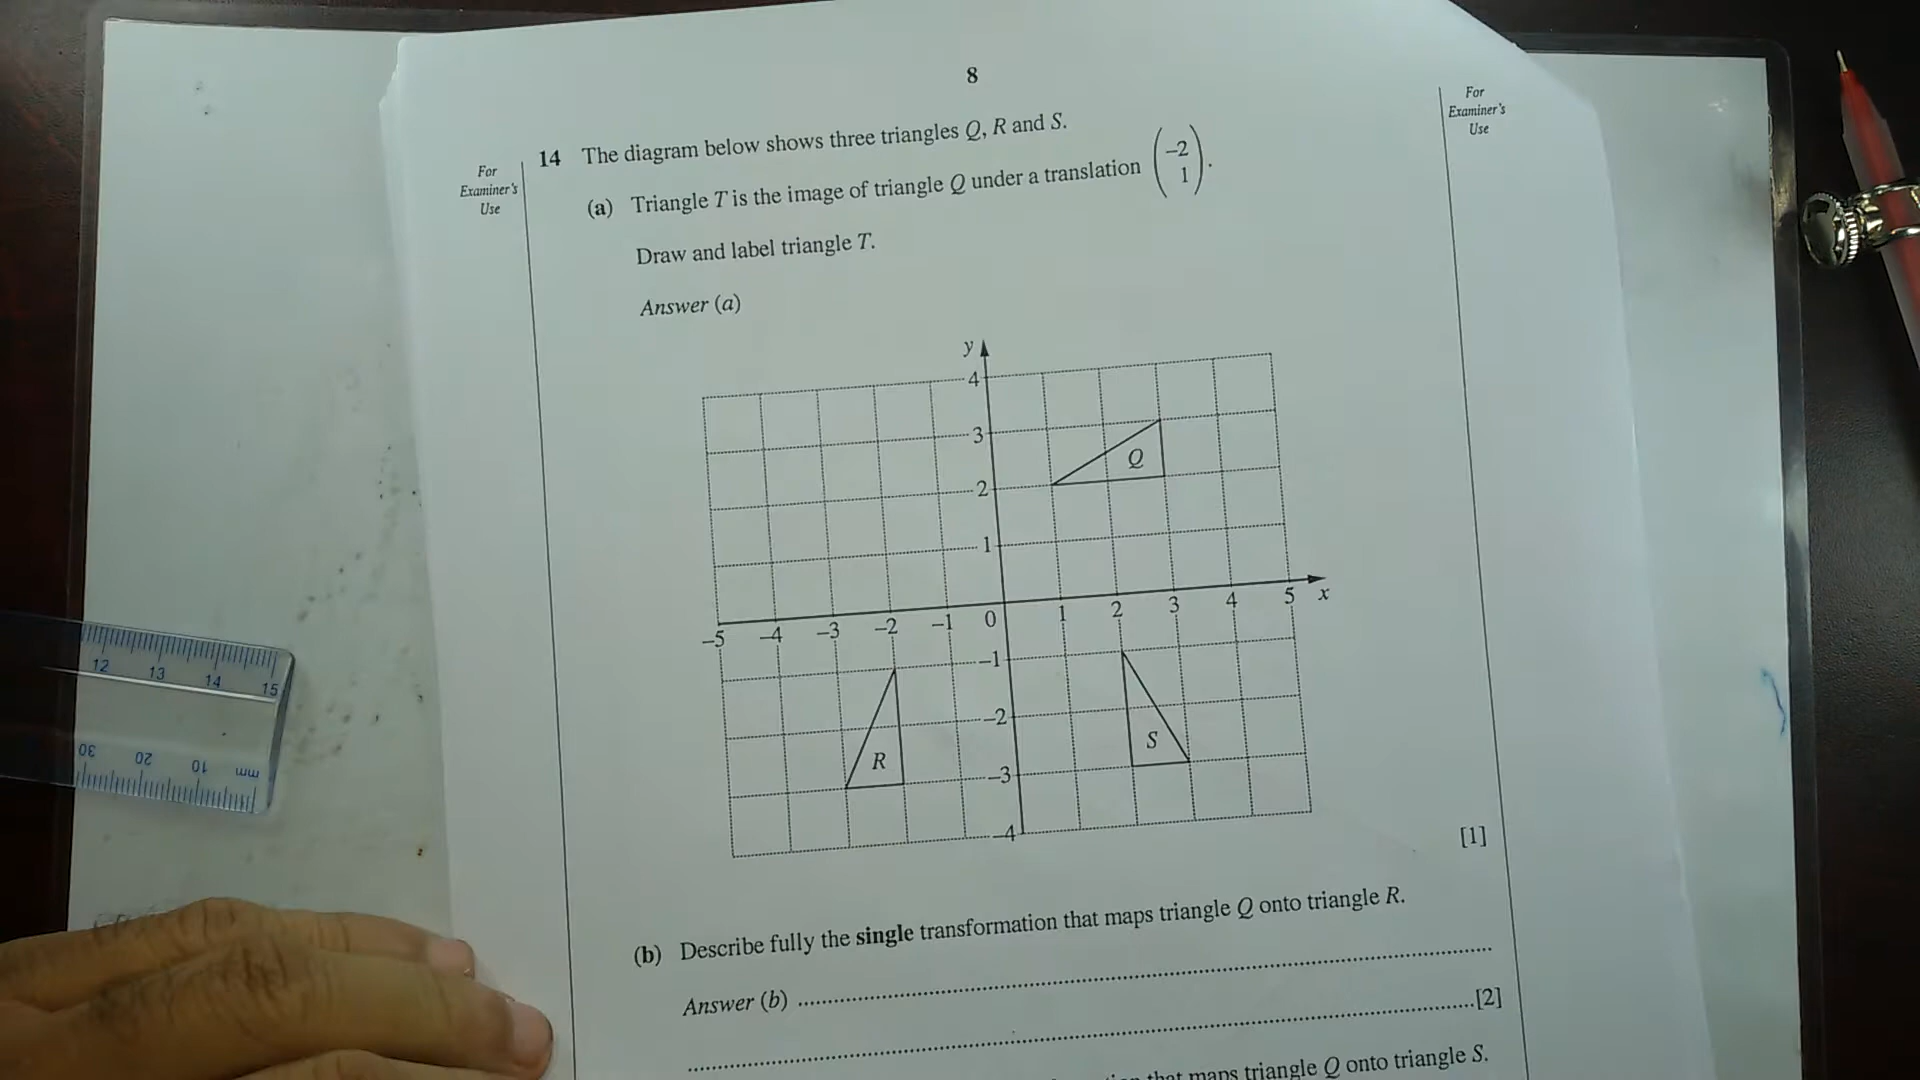 8
For
Examiner's
Use
For
Examiner's
Use
14 The diagram below shows three triangles Q, R and S.
(a) Triangle T is the image of triangle Q under a translation (-2 1).
Draw and label triangle T.
Answer (a)
y
4
3
2
1
Q
-5 -4 -3 -2 -1 0 1 2 3 4 5 x
-1
-2
-3
-4
R
S
[1]
(b) Describe fully the single transformation that maps triangle Q onto triangle R.
Answer (b) ..........
..........[2]
that maps triangle Q onto triangle S.
12 13 14 15
30 20 10 mm